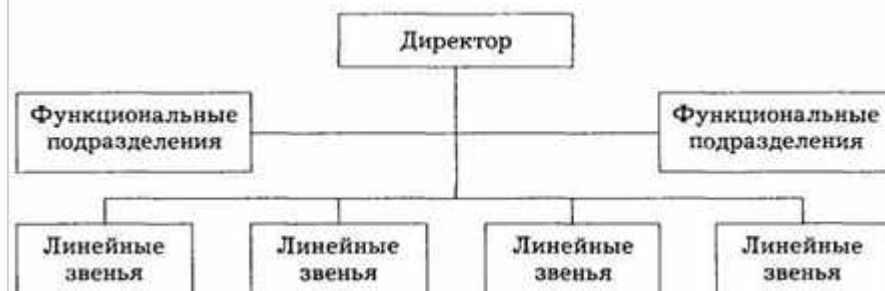 Директор
Функциональные
подразделения
Функциональные
подразделения
Линейные
звенья
Линейные
звенья
Линейные
звенья
Линейные
звенья